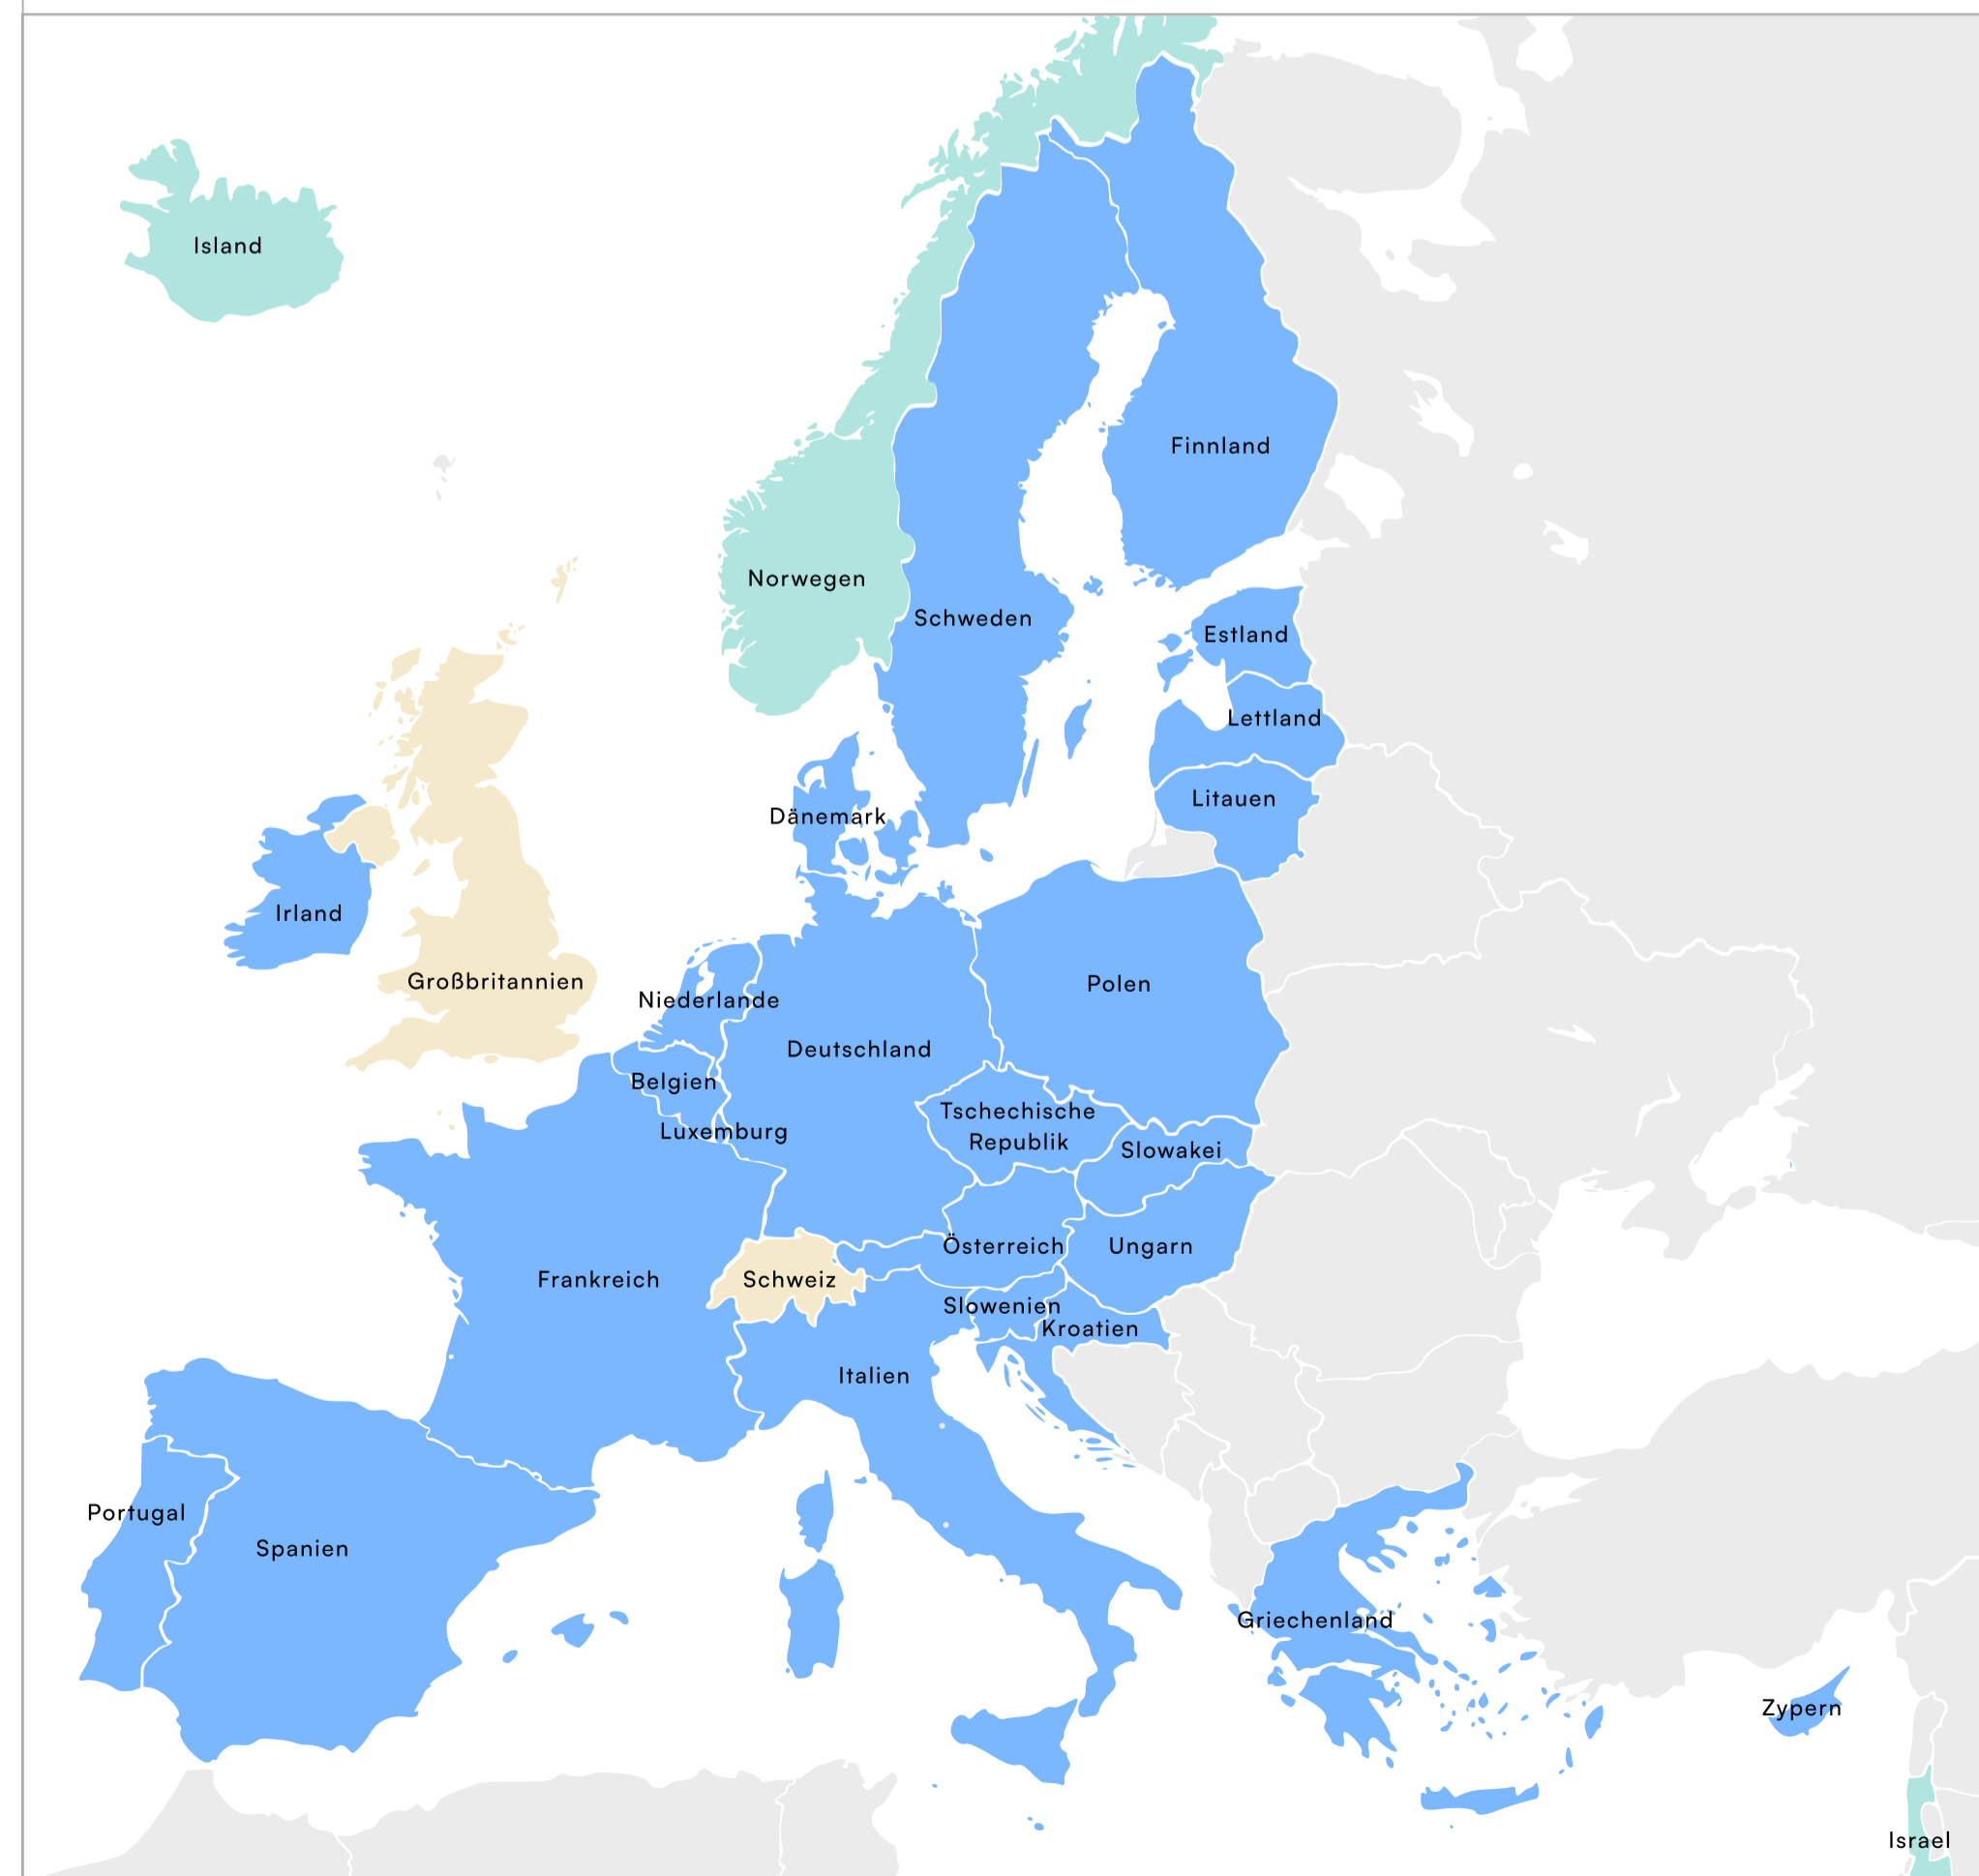 Island
Finnland
Norwegen
Schweden
Estland
Lettland
Litauen
Dänemark
Irland
Großbritannien
Polen
Niederlande
Deutschland
Belgien
Tschechische
Republik
Luxemburg
Slowakei
Österreich
Ungarn
Frankreich
Schweiz
Slowenien
Kroatien
Italien
Portugal
Spanien
Griechenland
Zypern
Israel